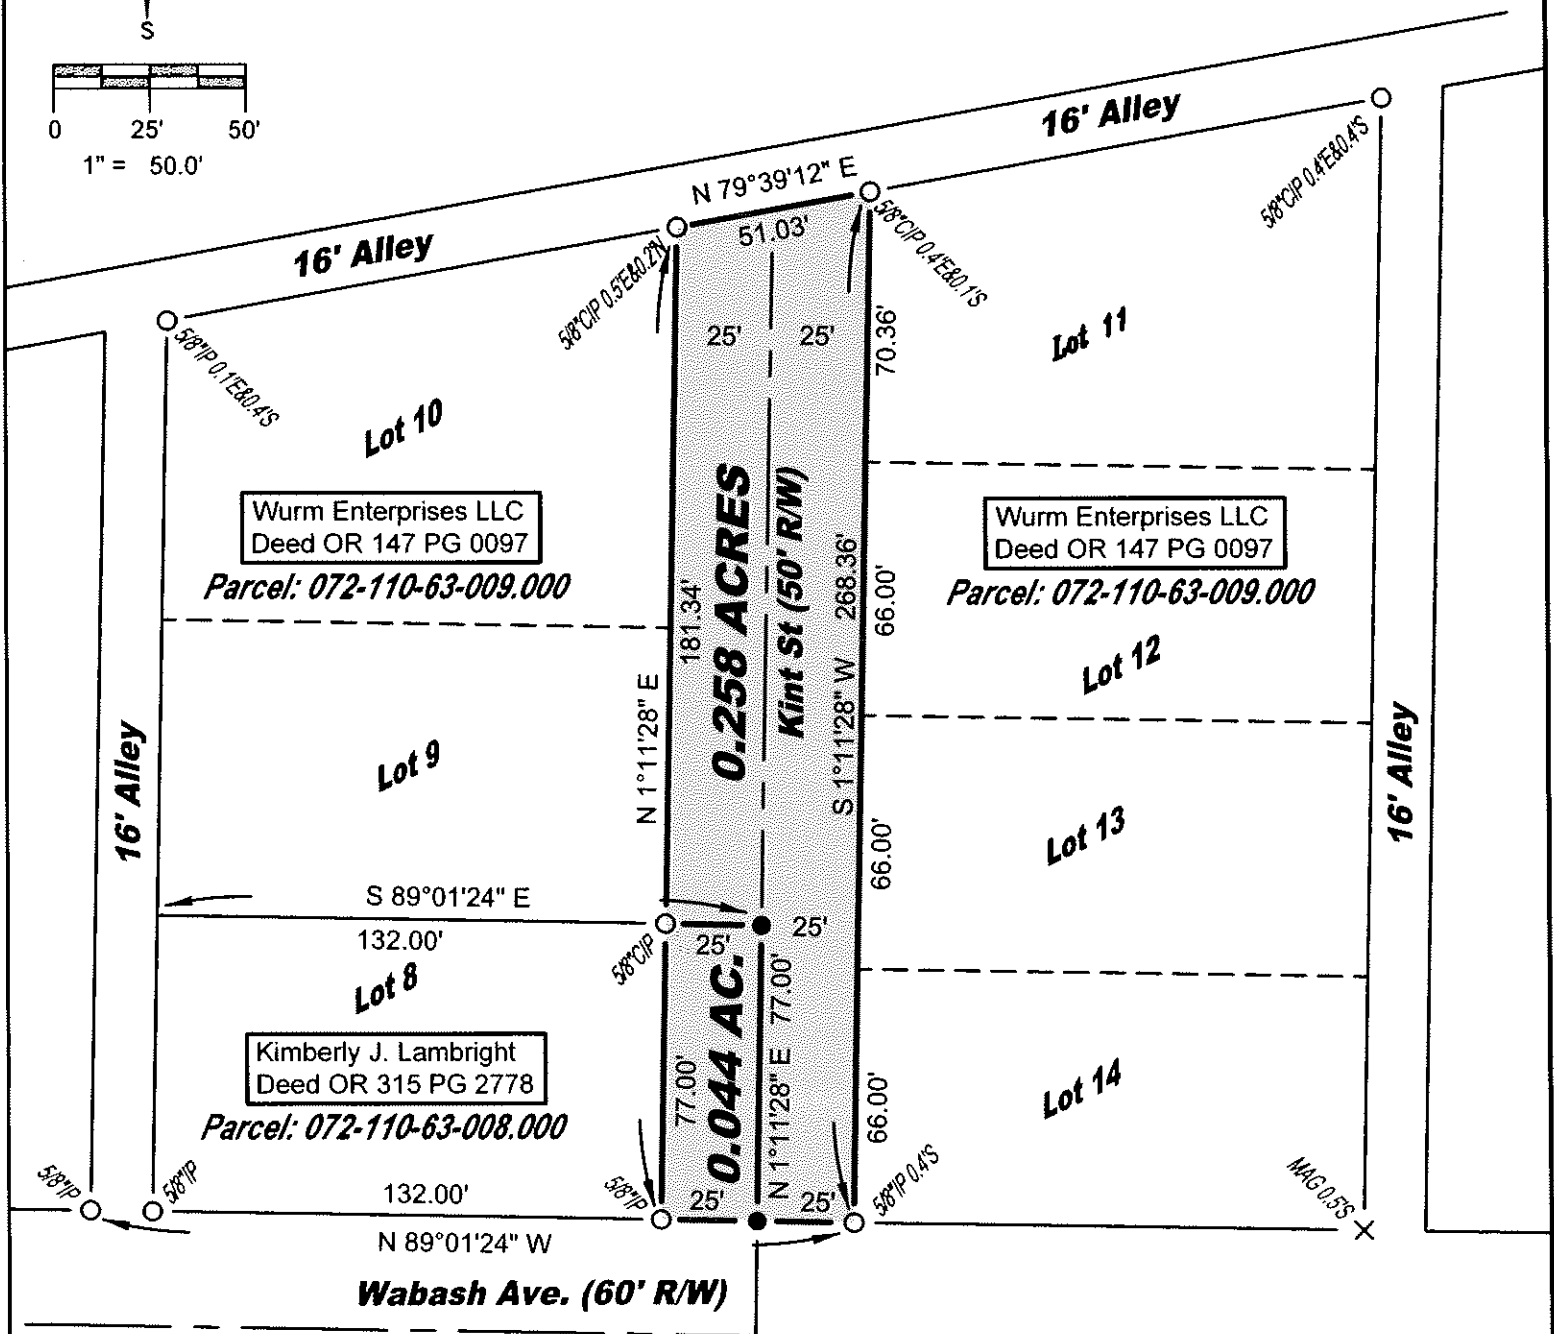 S
0 25' 50'
1" = 50.0'
16' Alley
16' Alley
N 79°39'12" E
51.03'
5/8"CIP 0.4'E&0.4'S
5/8"CIP 0.5'E&0.2'N
5/8"CIP 0.4'E&0.1'S
5/8"IP 0.1'E&0.4'S
25' 25'
70.36'
Lot 11
Lot 10
Wurm Enterprises LLC
Deed OR 147 PG 0097
Parcel: 072-110-63-009.000
Wurm Enterprises LLC
Deed OR 147 PG 0097
Parcel: 072-110-63-009.000
0.258 ACRES
Kint St (50' R/W)
181.34'
N 1°11'28" E
268.36'
S 1°11'28" W
66.00'
Lot 12
Lot 9
16' Alley
16' Alley
66.00'
Lot 13
S 89°01'24" E
132.00'
5/8"CIP
25'
25'
Lot 8
Kimberly J. Lambright
Deed OR 315 PG 2778
Parcel: 072-110-63-008.000
77.00'
0.044 AC.
77.00'
N 1°11'28" E
66.00'
Lot 14
5/8"IP
5/8"IP
132.00'
5/8"IP
25' 25'
5/8"IP 0.4'S
MAG 0.5'S
N 89°01'24" W
Wabash Ave. (60' R/W)